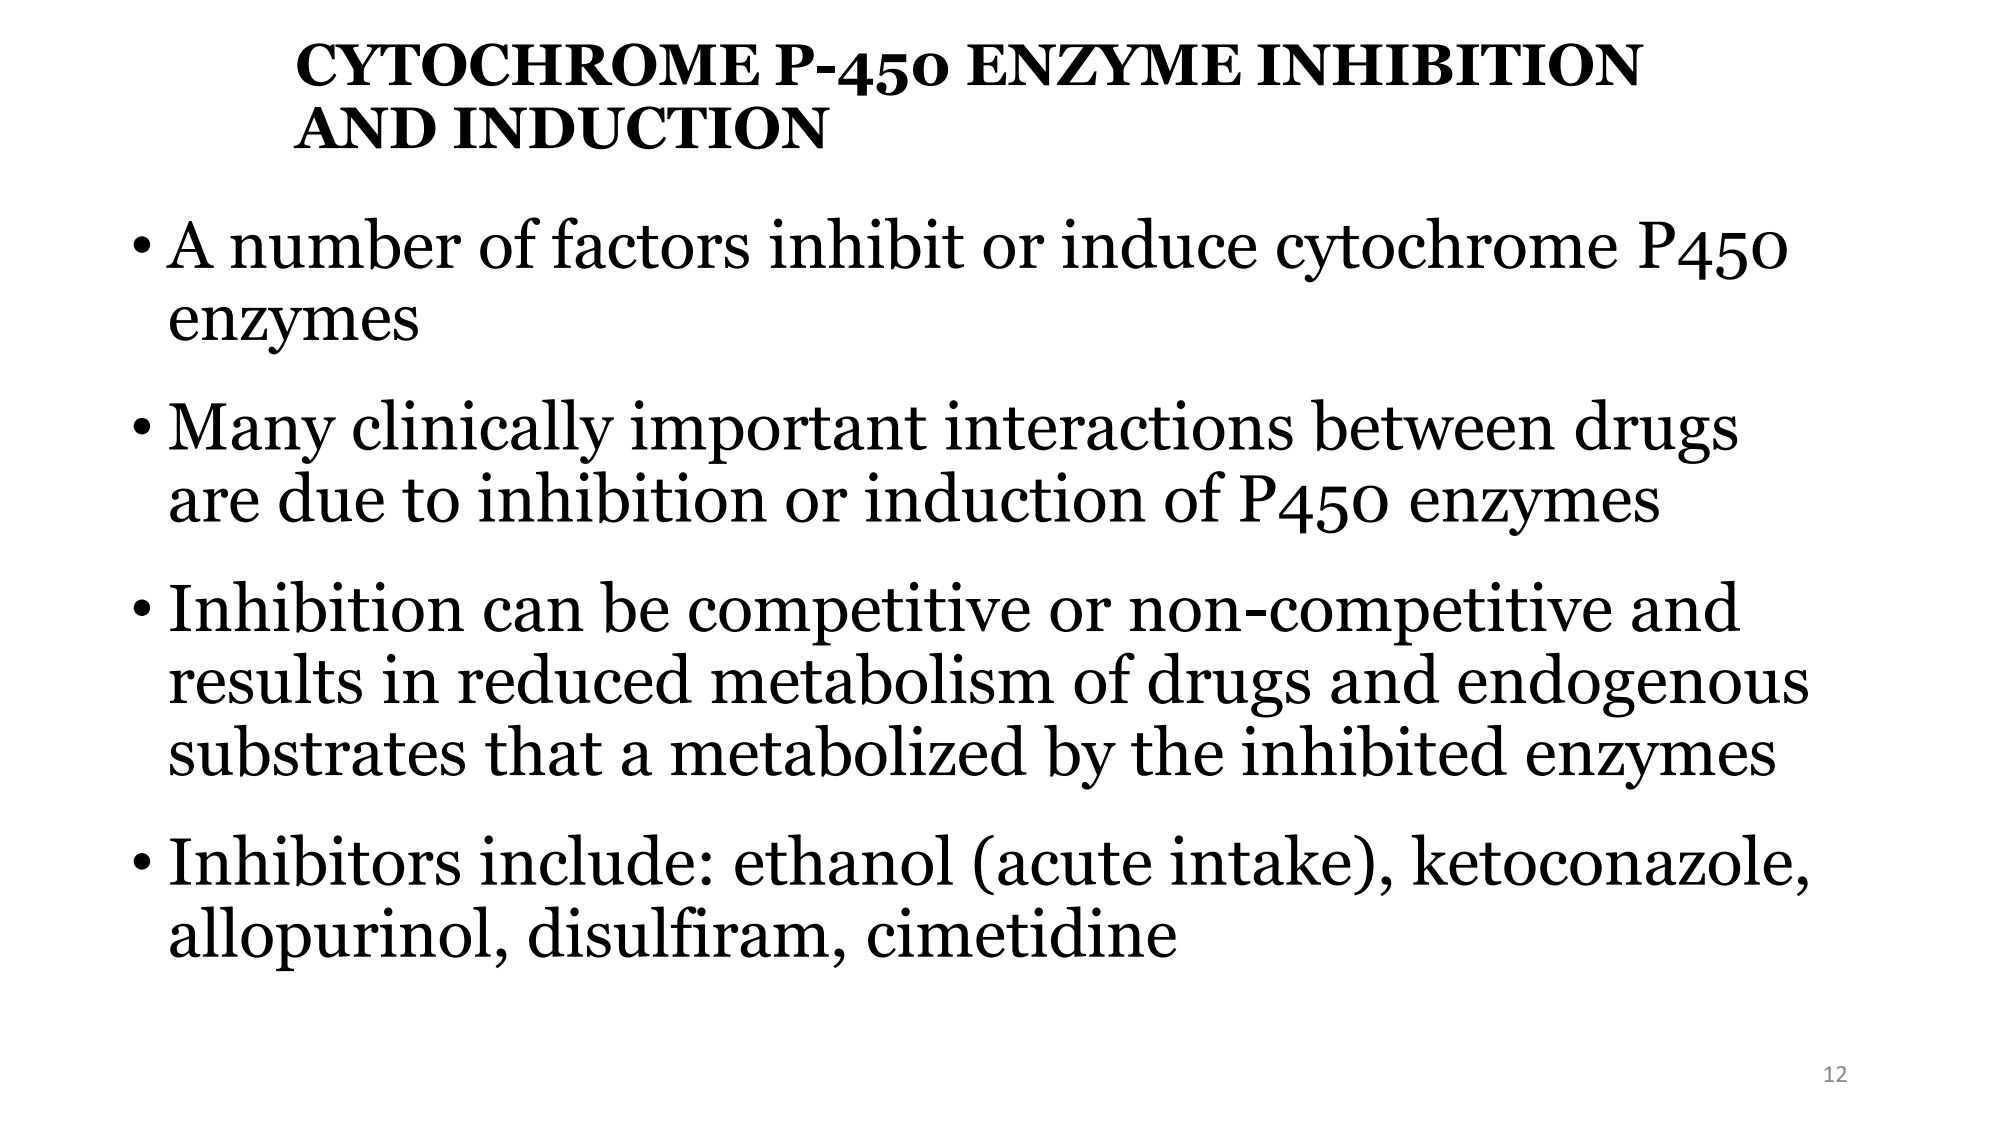 CYTOCHROME P-450 ENZYME INHIBITION
AND INDUCTION
• A number of factors inhibit or induce cytochrome P450
enzymes
• Many clinically important interactions between drugs
are due to inhibition or induction of P450 enzymes
• Inhibition can be competitive or non-competitive and
results in reduced metabolism of drugs and endogenous
substrates that a metabolized by the inhibited enzymes
• Inhibitors include: ethanol (acute intake), ketoconazole,
allopurinol, disulfiram, cimetidine
12